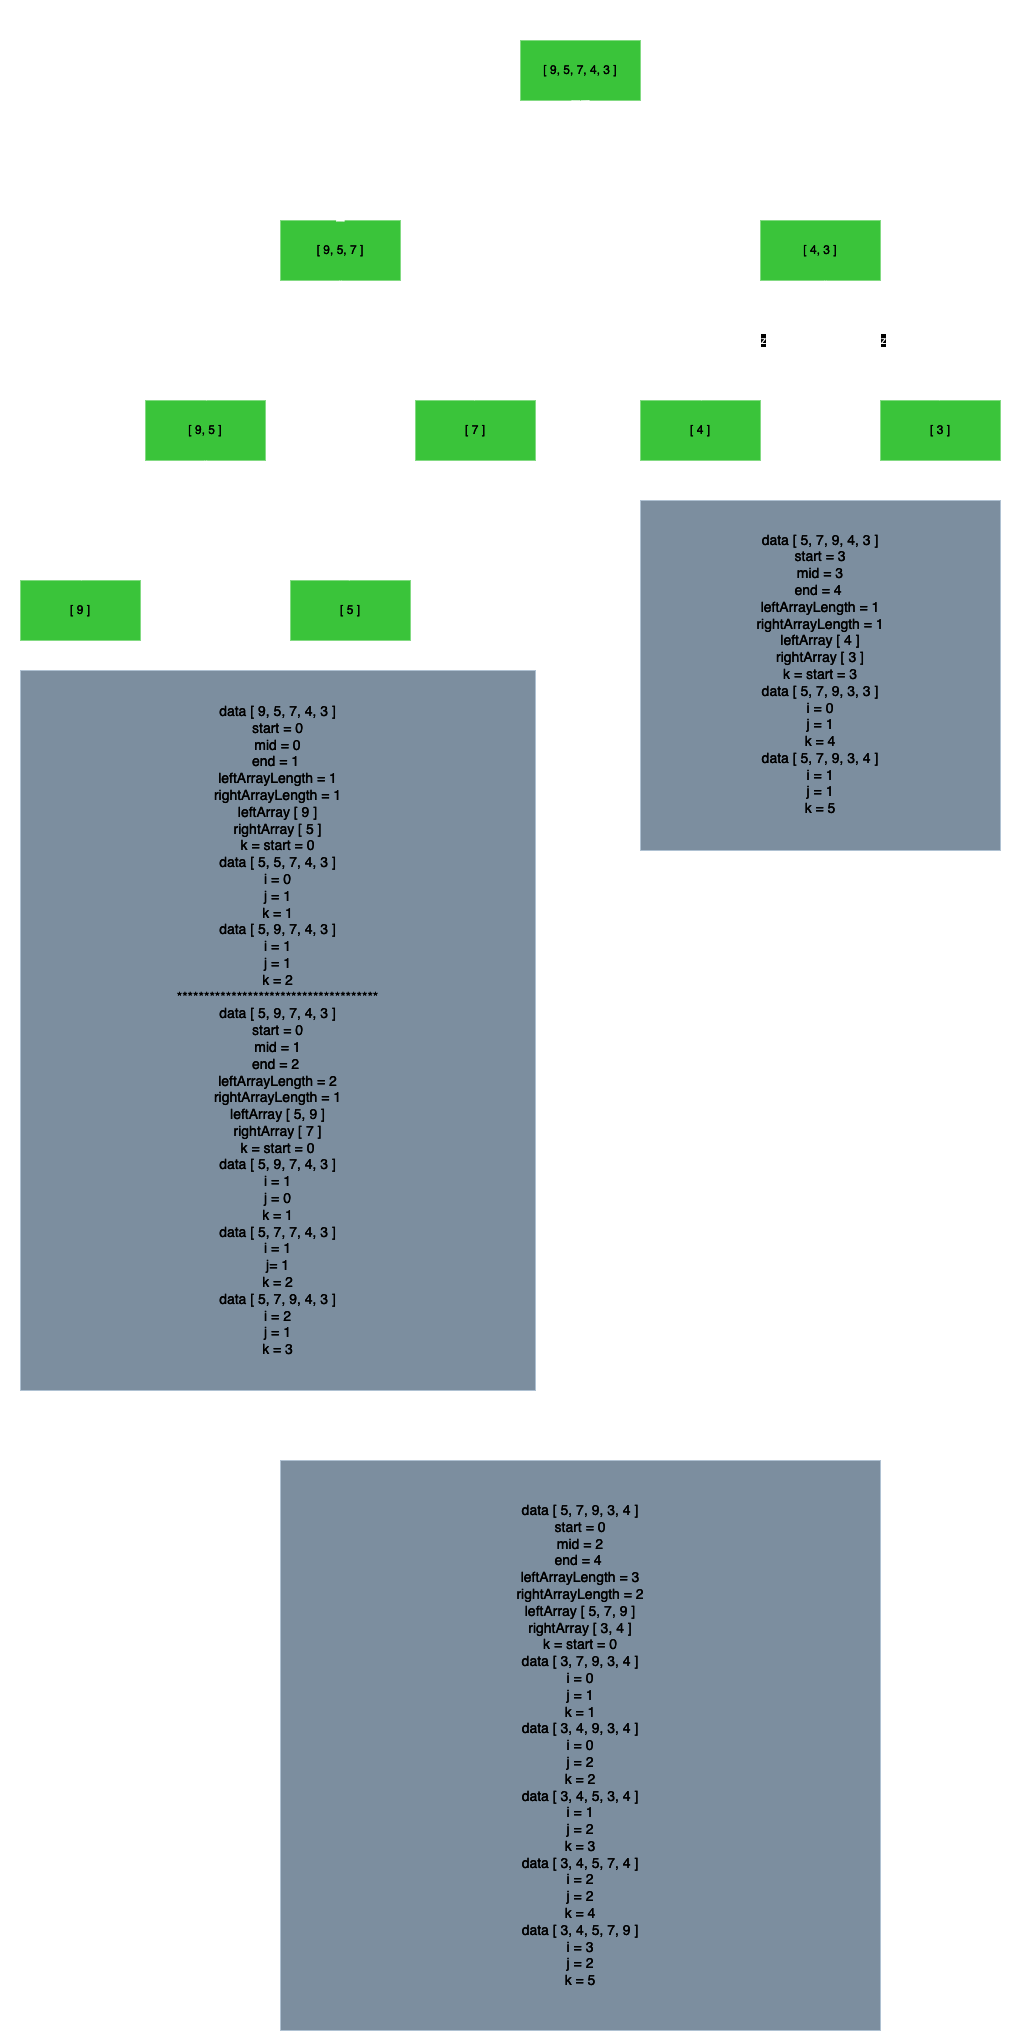 [ 9, 5, 7, 4, 3 ]
[ 9, 5, 7 ]
[ 4, 3 ]
z
z
[ 9, 5 ]
[ 7 ]
[ 4 ]
[ 3 ]
[ 9 ]
[ 5 ]
data [ 5, 7, 9, 4, 3 ]
start = 3
mid = 3
end = 4
leftArrayLength = 1
rightArrayLength = 1
leftArray [ 4 ]
rightArray [ 3 ]
k = start = 3
data [ 5, 7, 9, 3, 3 ]
i = 0
j = 1
k = 4
data [ 5, 7, 9, 3, 4 ]
i = 1
j = 1
k = 5
data [ 9, 5, 7, 4, 3 ]
start = 0
mid = 0
end = 1
leftArrayLength = 1
rightArrayLength = 1
leftArray [ 9 ]
rightArray [ 5 ]
k = start = 0
data [ 5, 5, 7, 4, 3 ]
i = 0
j = 1
k = 1
data [ 5, 9, 7, 4, 3 ]
i = 1
j = 1
k = 2
*************************************
data [ 5, 9, 7, 4, 3 ]
start = 0
mid = 1
end = 2
leftArrayLength = 2
rightArrayLength = 1
leftArray [ 5, 9 ]
rightArray [ 7 ]
k = start = 0
data [ 5, 9, 7, 4, 3 ]
i = 1
j = 0
k = 1
data [ 5, 7, 7, 4, 3 ]
i = 1
j= 1
k = 2
data [ 5, 7, 9, 4, 3 ]
i = 2
j = 1
k = 3
data [ 5, 7, 9, 3, 4 ]
start = 0
mid = 2
end = 4
leftArrayLength = 3
rightArrayLength = 2
leftArray [ 5, 7, 9 ]
rightArray [ 3, 4 ]
k = start = 0
data [ 3, 7, 9, 3, 4 ]
i = 0
j = 1
k = 1
data [ 3, 4, 9, 3, 4 ]
i = 0
j = 2
k = 2
data [ 3, 4, 5, 3, 4 ]
i = 1
j = 2
k = 3
data [ 3, 4, 5, 7, 4 ]
i = 2
j = 2
k = 4
data [ 3, 4, 5, 7, 9 ]
i = 3
j = 2
k = 5